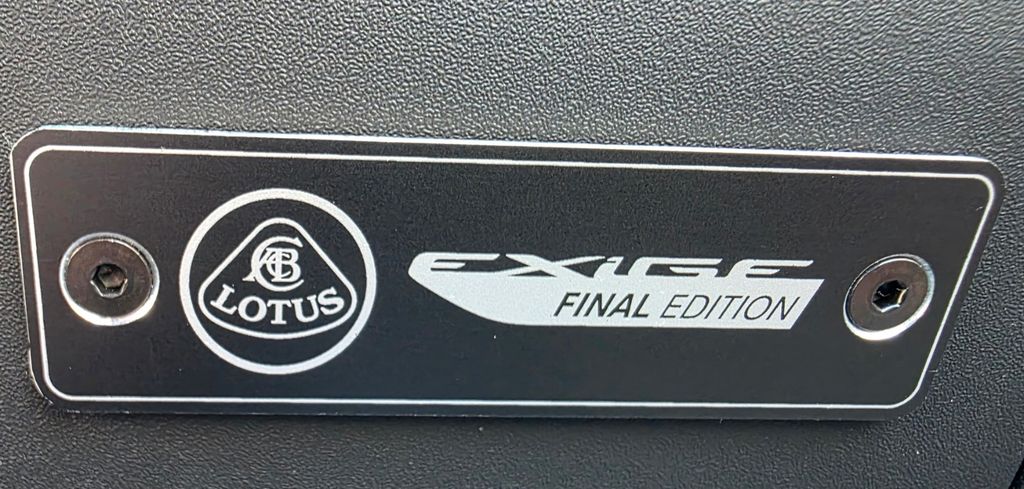 ACBC
LOTUS
EXiGE
FINAL EDITION